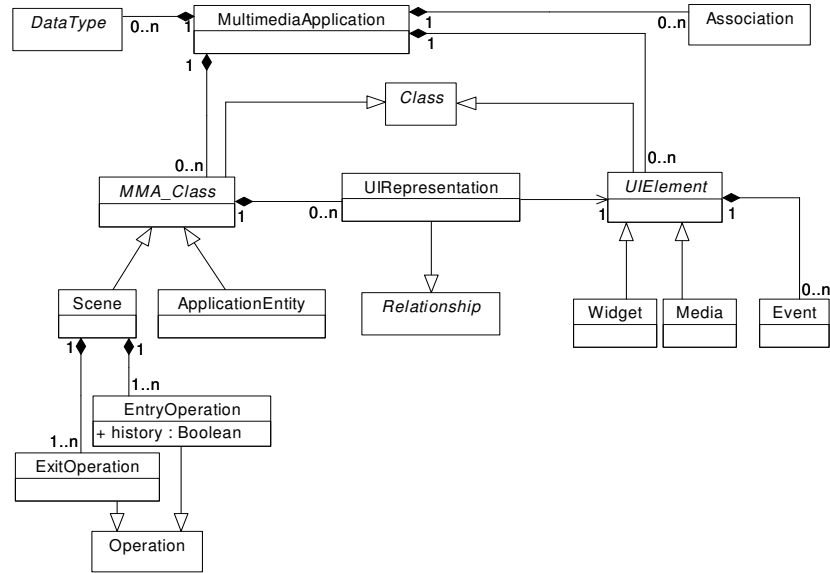 DataType
1
0..n
MultimediaApplication
1
0..n
Association
1
1
Class
0..n
0..n
MMA_Class
1
0..n
UIRepresentation
1
UIElement
1
0..n
Scene
ApplicationEntity
Relationship
Widget
Media
Event
1
1
1..n
EntryOperation
+ history : Boolean
1..n
ExitOperation
Operation